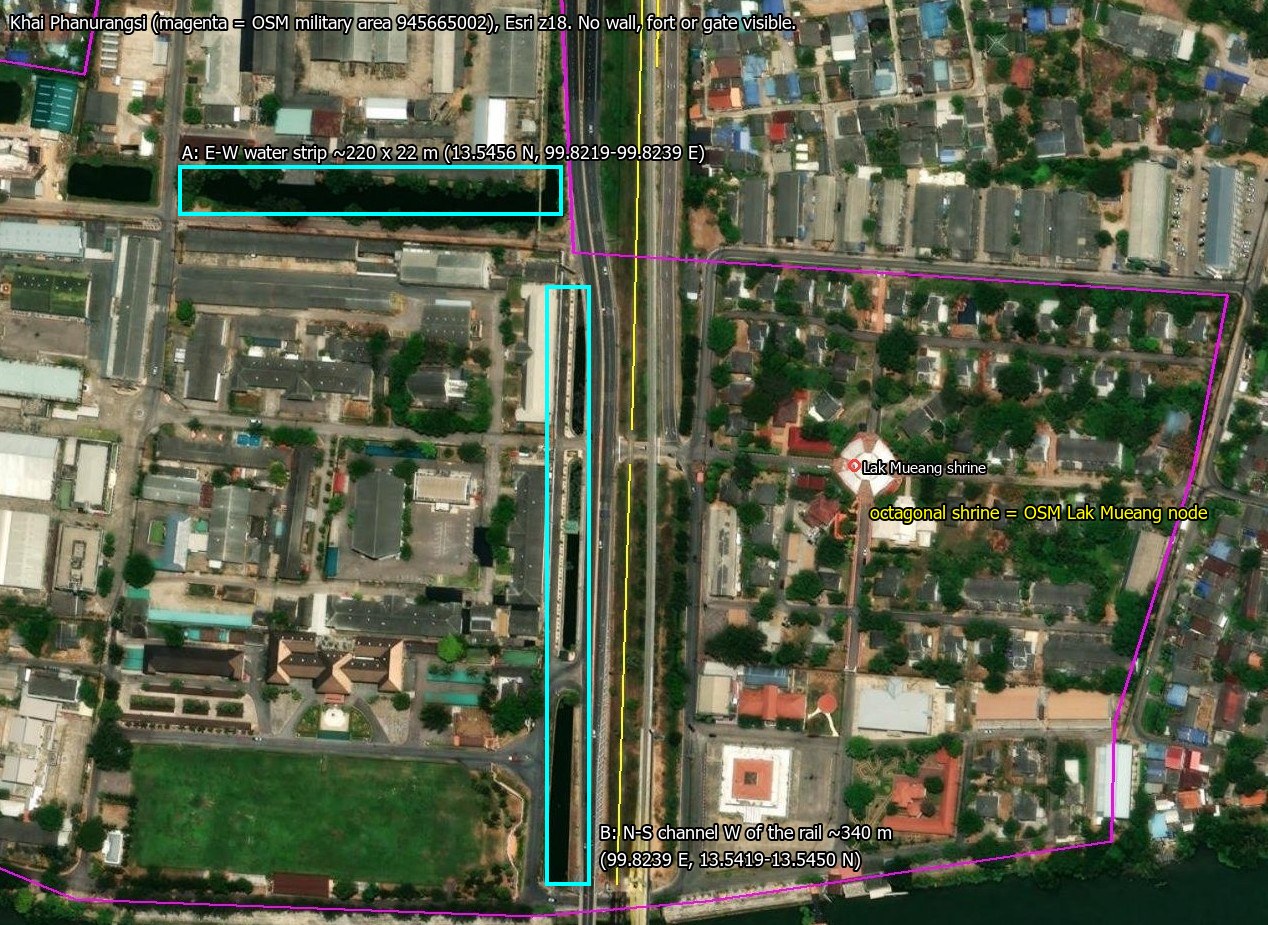 Khai Phanurangsi (magenta = OSM military area 945665002), Esri z18. No wall, fort or gate visible.
A: E-W water strip ~220 x 22 m (13.5456 N, 99.8219-99.8239 E)
Lak Mueang shrine
octagonal shrine = OSM Lak Mueang node
B: N-S channel W of the rail ~340 m
(99.8239 E, 13.5419-13.5450 N)